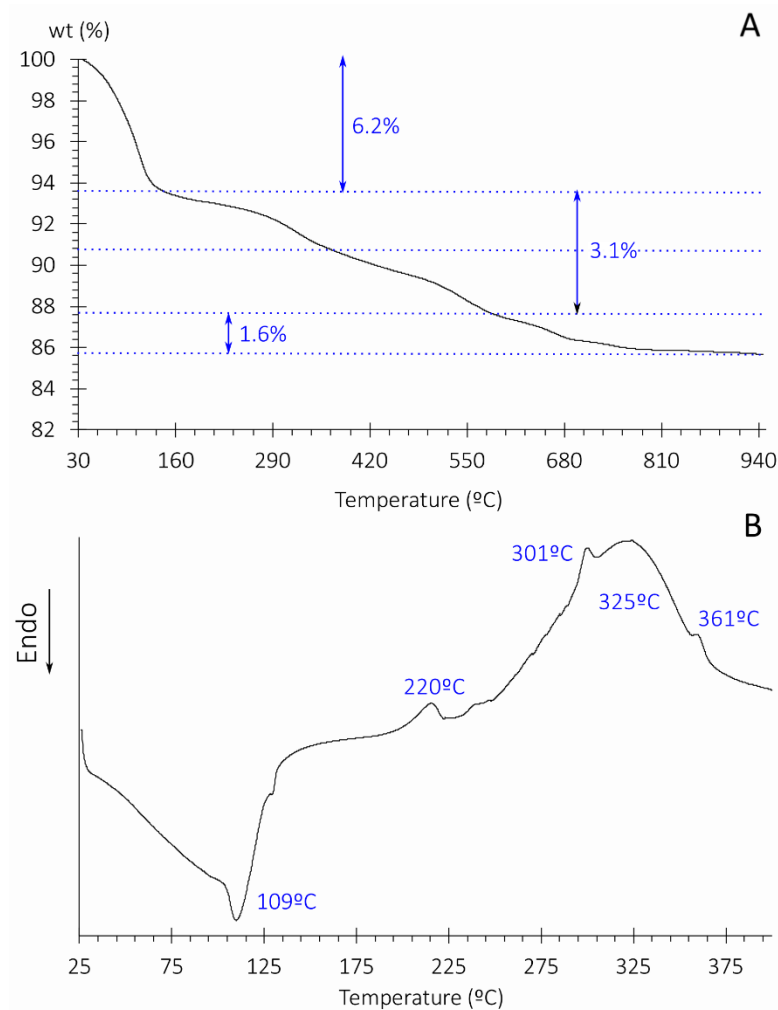 A
wt (%)
100
98
96
94
92
90
88
86
84
82
6.2%
3.1%
1.6%
30 160 290 420 550 680 810 940
Temperature (ºC)
B
Endo
301ºC
325ºC
361ºC
220ºC
109ºC
25 75 125 175 225 275 325 375
Temperature (ºC)